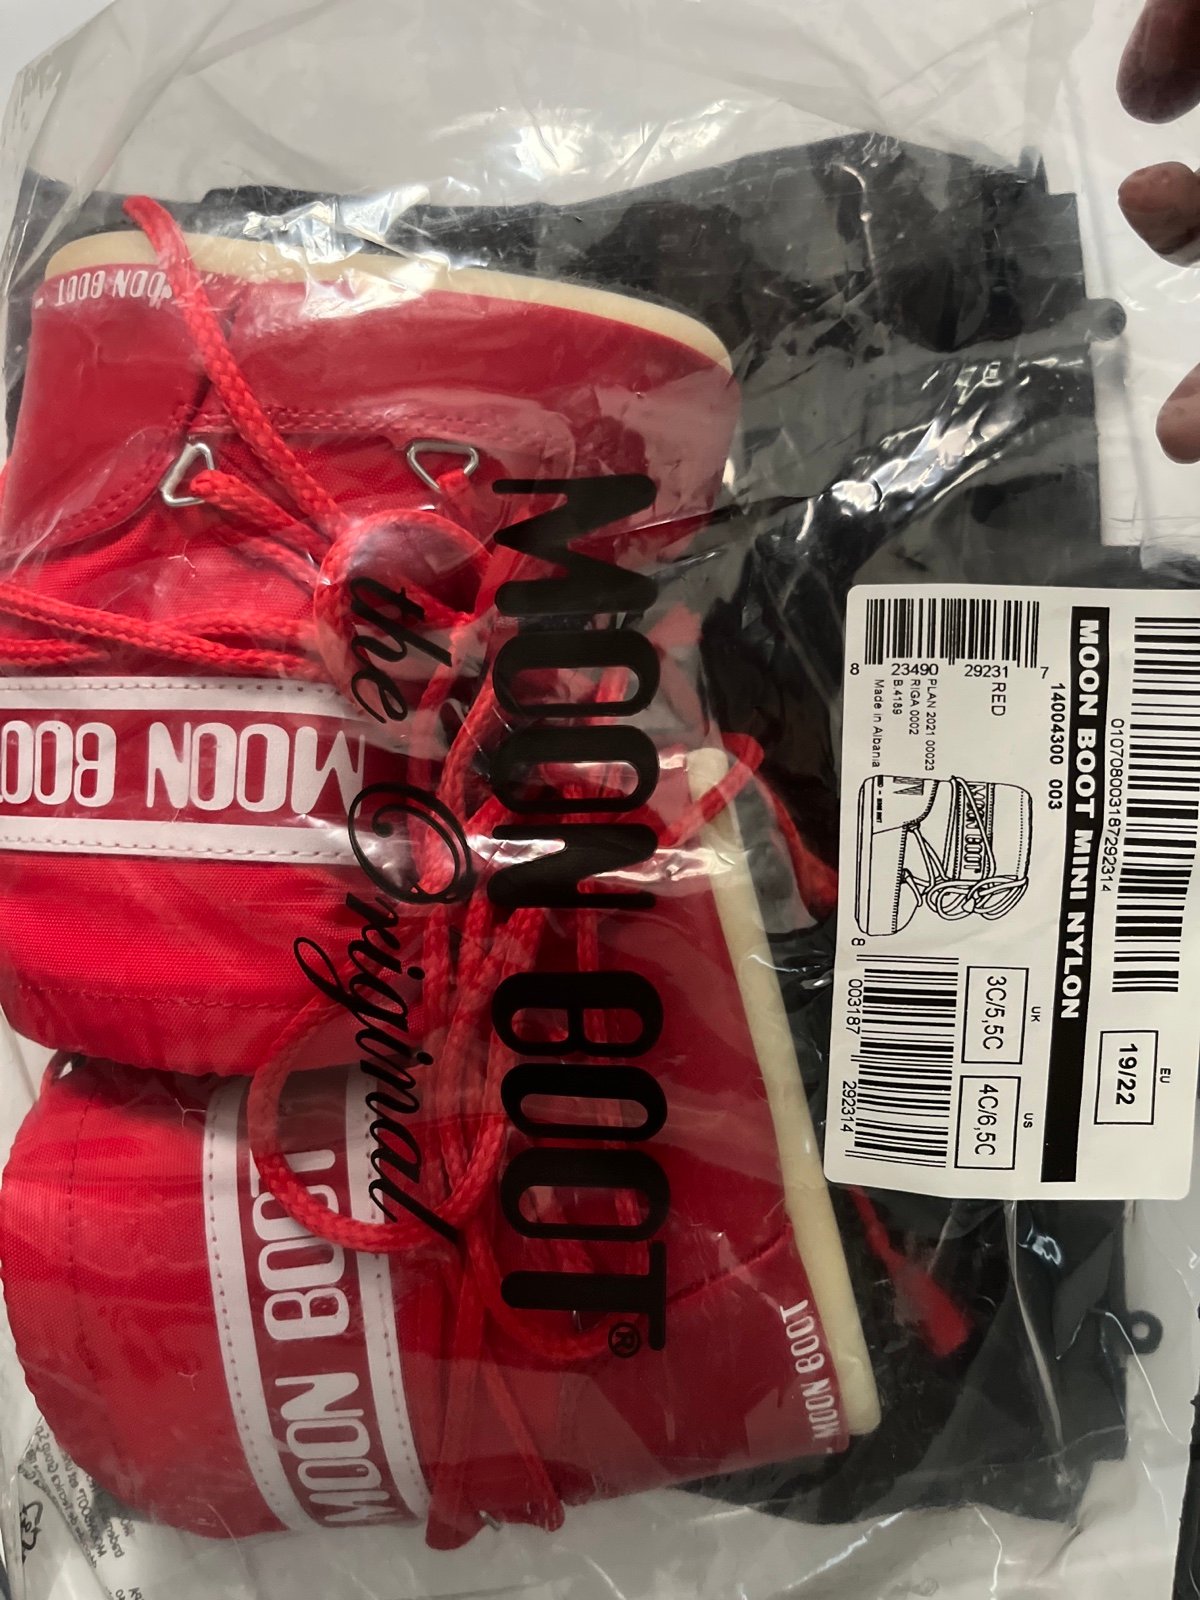 MOON BOOT®
the Original
MOON BOOT
MOON BOOT
MOON BOOT
MOON BOOT
010708003187292314
EU
19/22
MOON BOOT MINI NYLON
14004300 003
RED
UK
3C/5,5C
US
4C/6,5C
8 23490 29231 7
PLAN 2021 00023
RIGA 0002
B.4189
Made in Albania
MOON BOOT
8 003187 292314